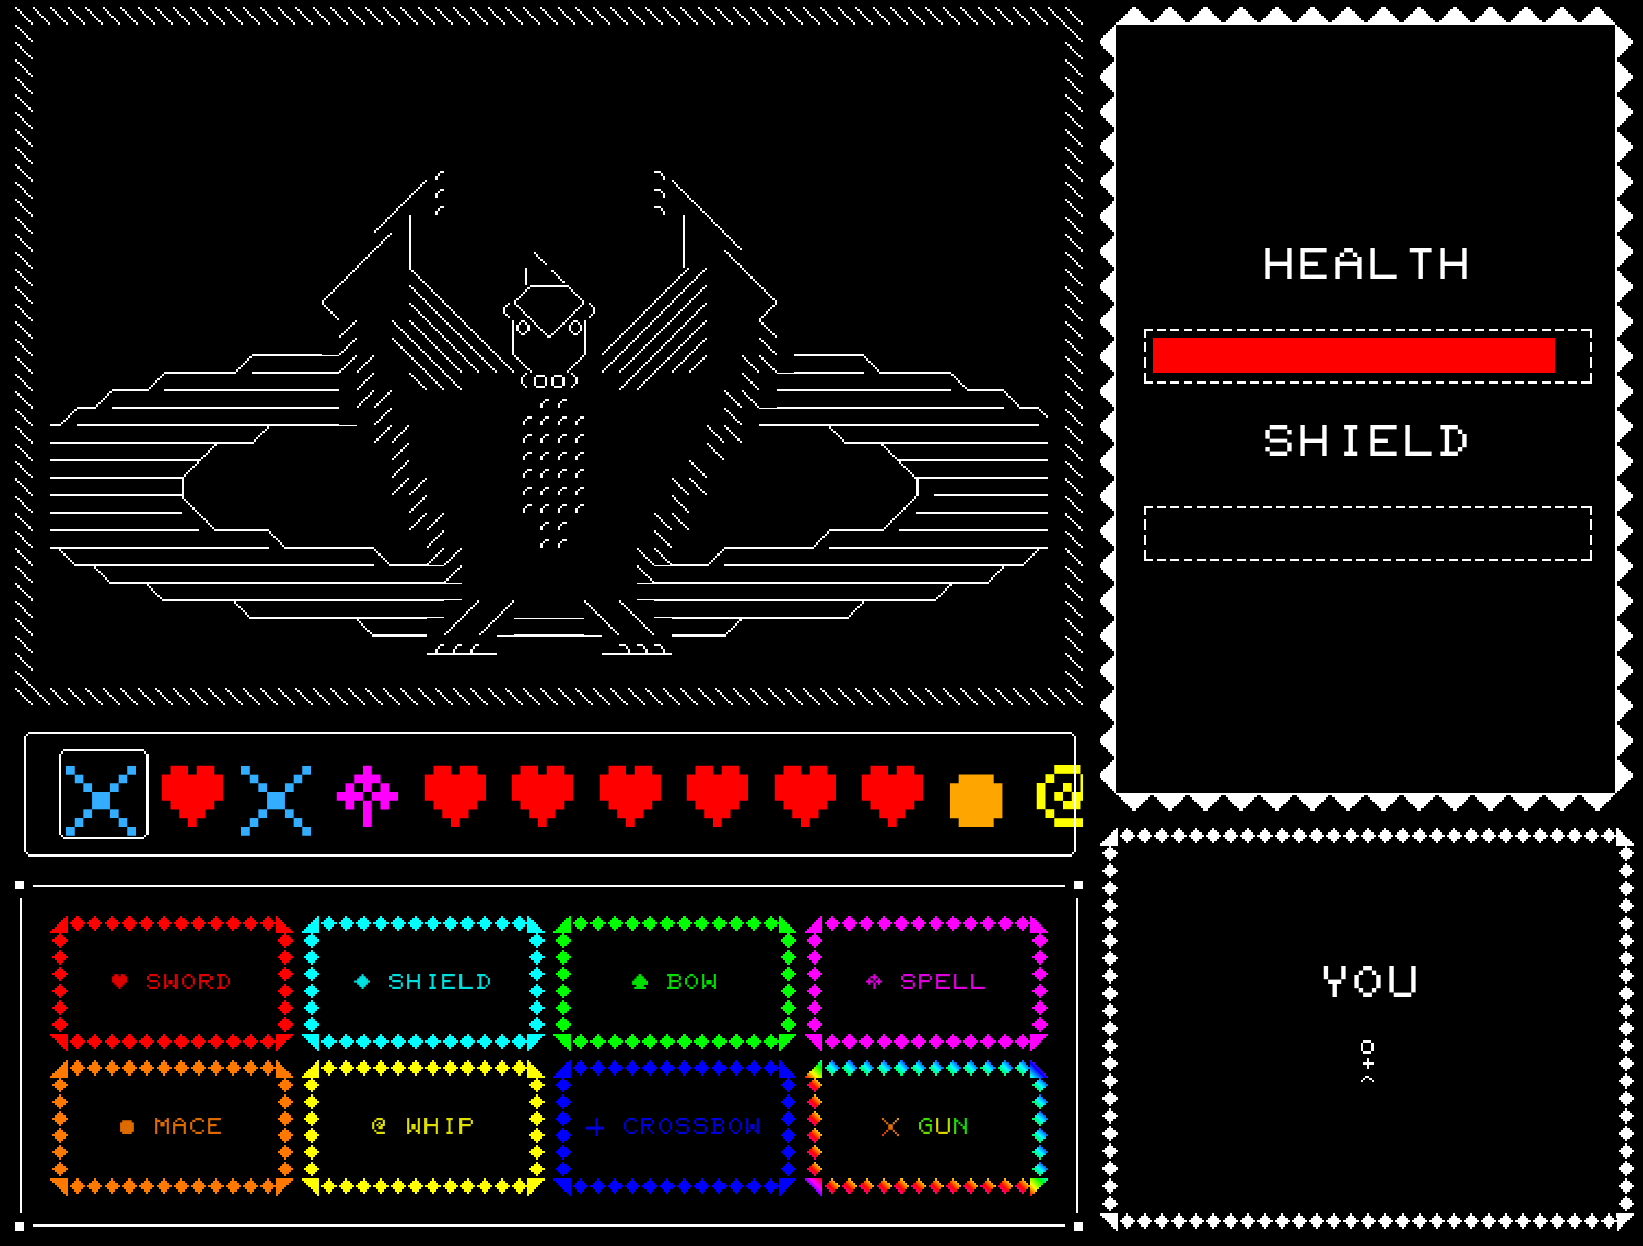 HEALTH
SHIELD
♥ SWORD
♦ SHIELD
♠ BOW
♣ SPELL
● MACE
@ WHIP
+ CROSSBOW
X GUN
YOU